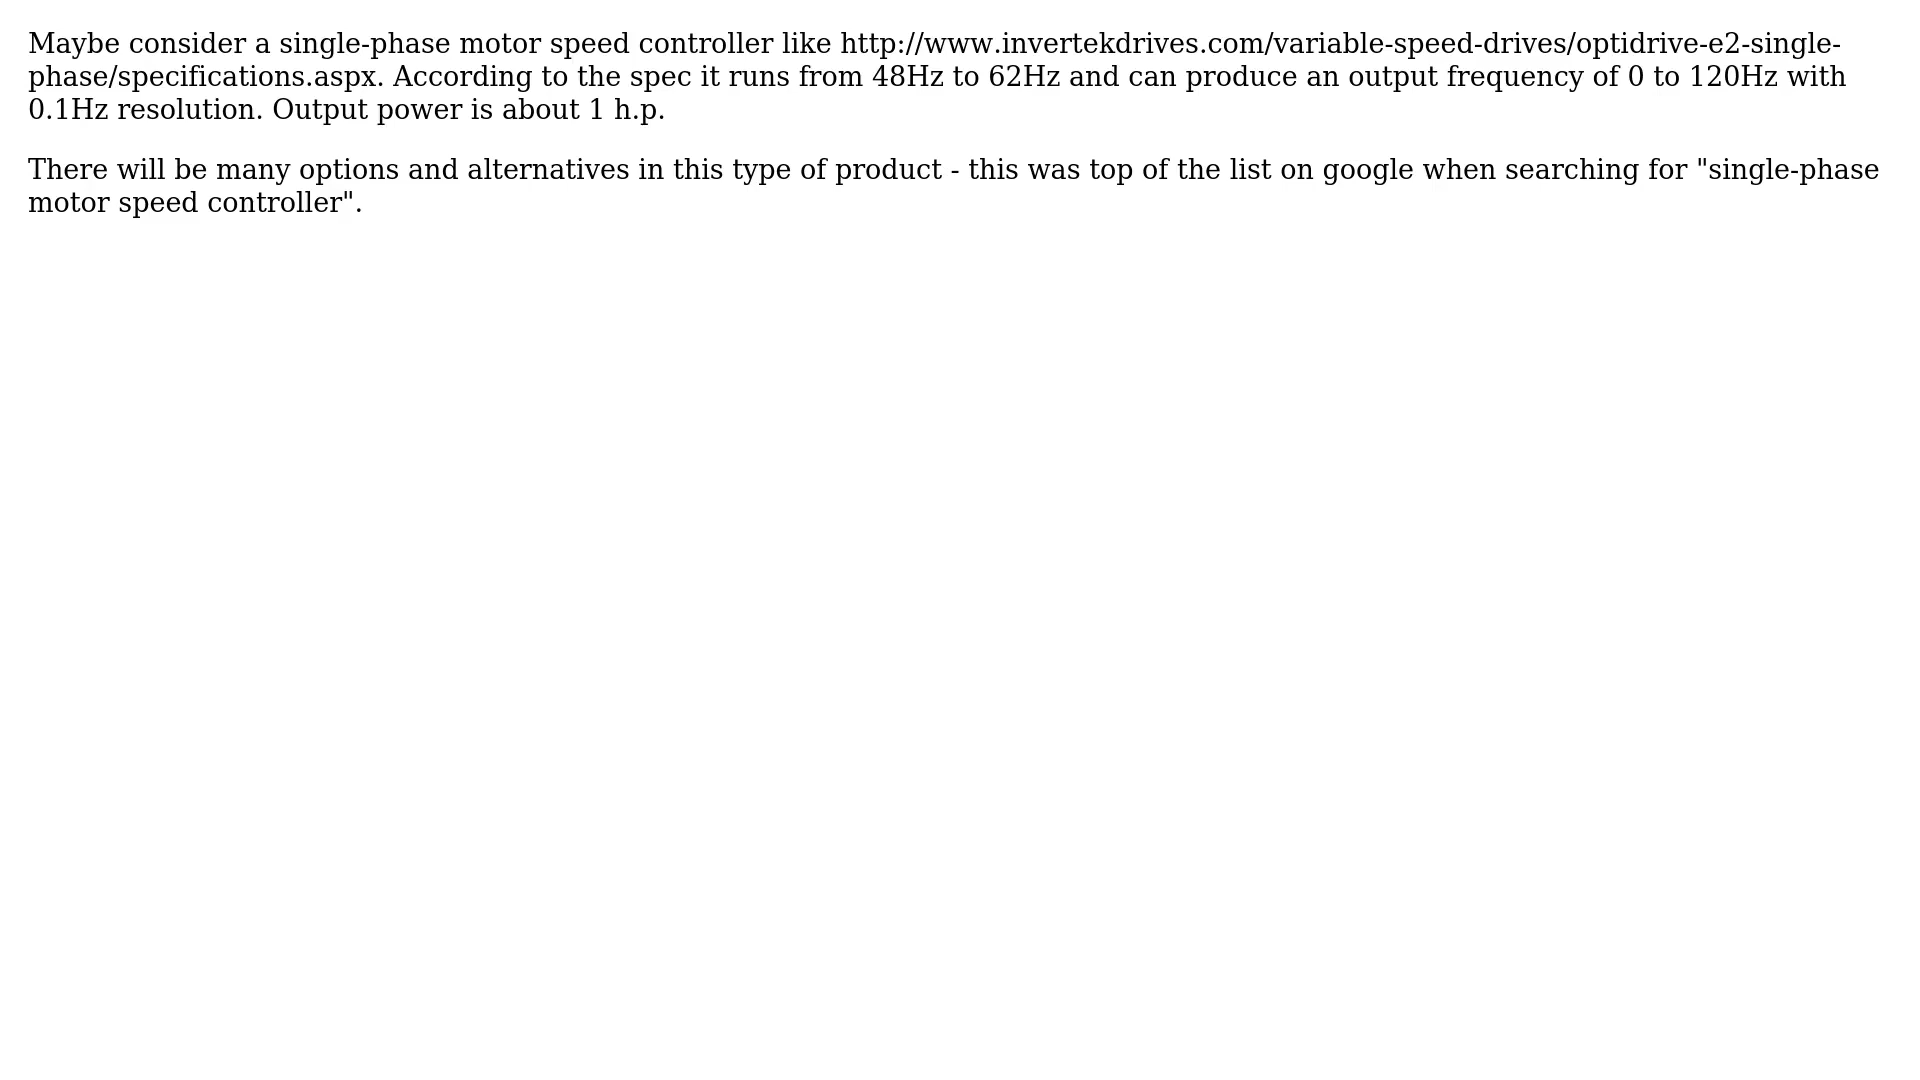 Maybe consider a single-phase motor speed controller like http://www.invertekdrives.com/variable-speed-drives/optidrive-e2-single-
phase/specifications.aspx. According to the spec it runs from 48Hz to 62Hz and can produce an output frequency of 0 to 120Hz with
0.1Hz resolution. Output power is about 1 h.p.
There will be many options and alternatives in this type of product - this was top of the list on google when searching for "single-phase
motor speed controller".